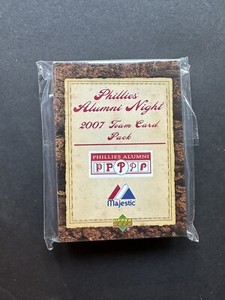 Phillies
Alumni Night
2007 Team Card
Pack
PHILLIES ALUMNI
P P P P P
Majestic